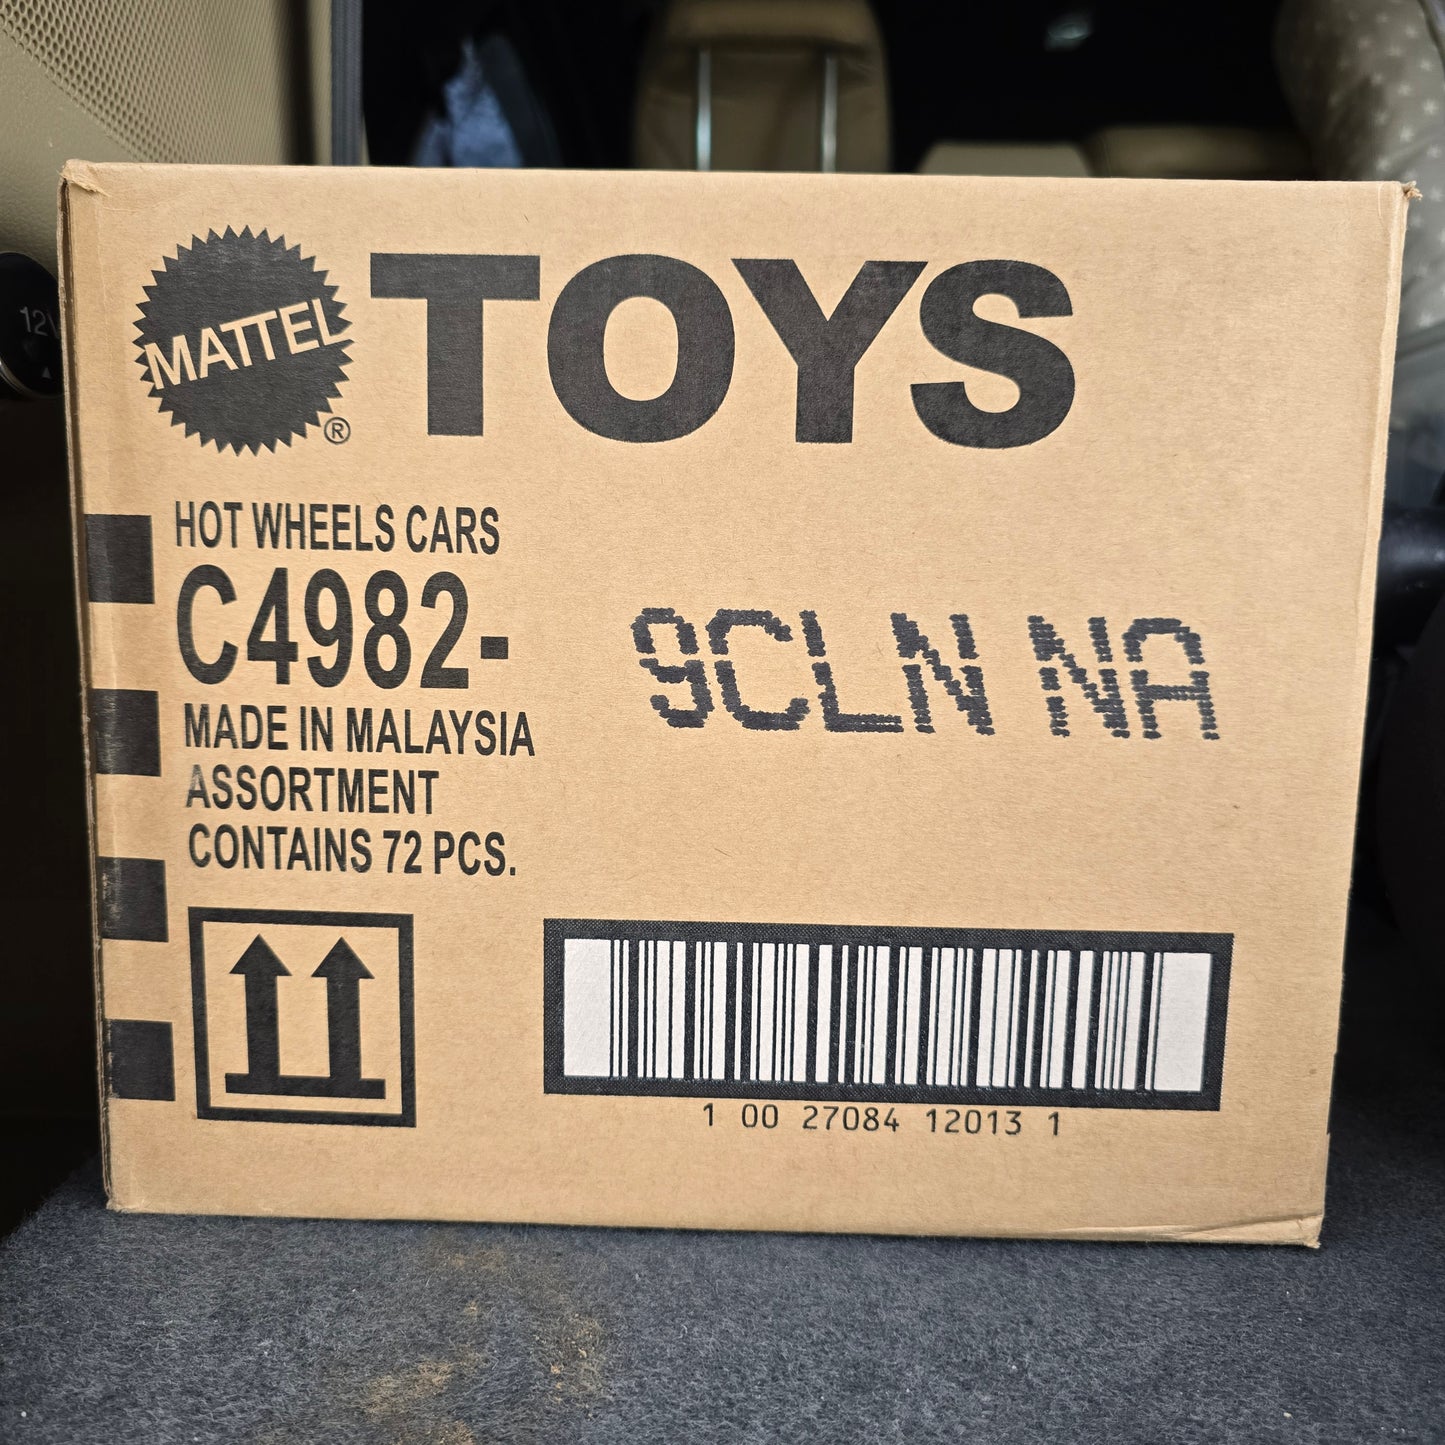 MATTEL® TOYS
HOT WHEELS CARS
C4982-
9CLN NA
MADE IN MALAYSIA
ASSORTMENT
CONTAINS 72 PCS.
1 00 27084 12013 1
12V